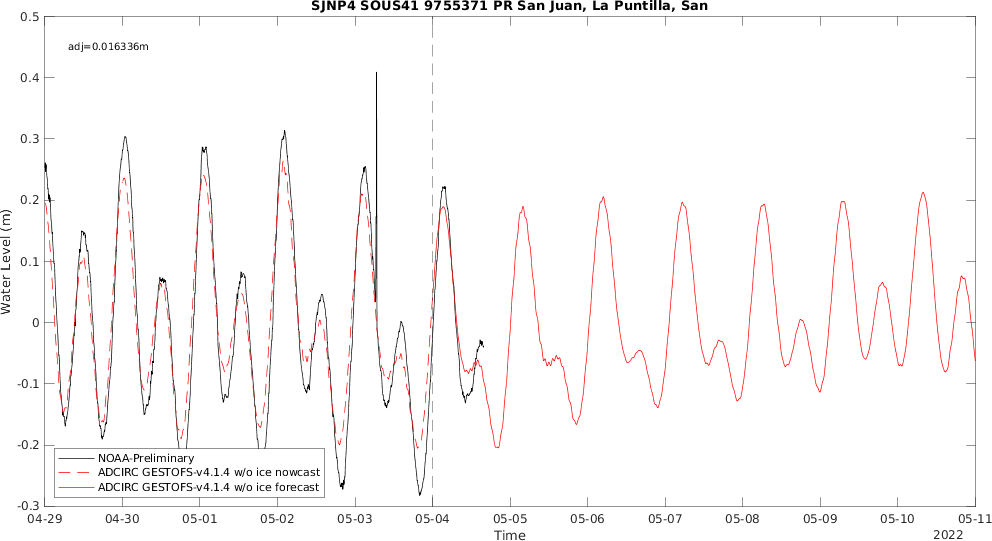 SJNP4 SOUS41 9755371 PR San Juan, La Puntilla, San
0.5
adj=0.016336m
0.4
0.3
0.2
0.1
0
-0.1
-0.2
-0.3
Water Level (m)
NOAA-Preliminary
ADCIRC GESTOFS-v4.1.4 w/o ice nowcast
ADCIRC GESTOFS-v4.1.4 w/o ice forecast
04-29 04-30 05-01 05-02 05-03 05-04 05-05 05-06 05-07 05-08 05-09 05-10 05-11
Time
2022